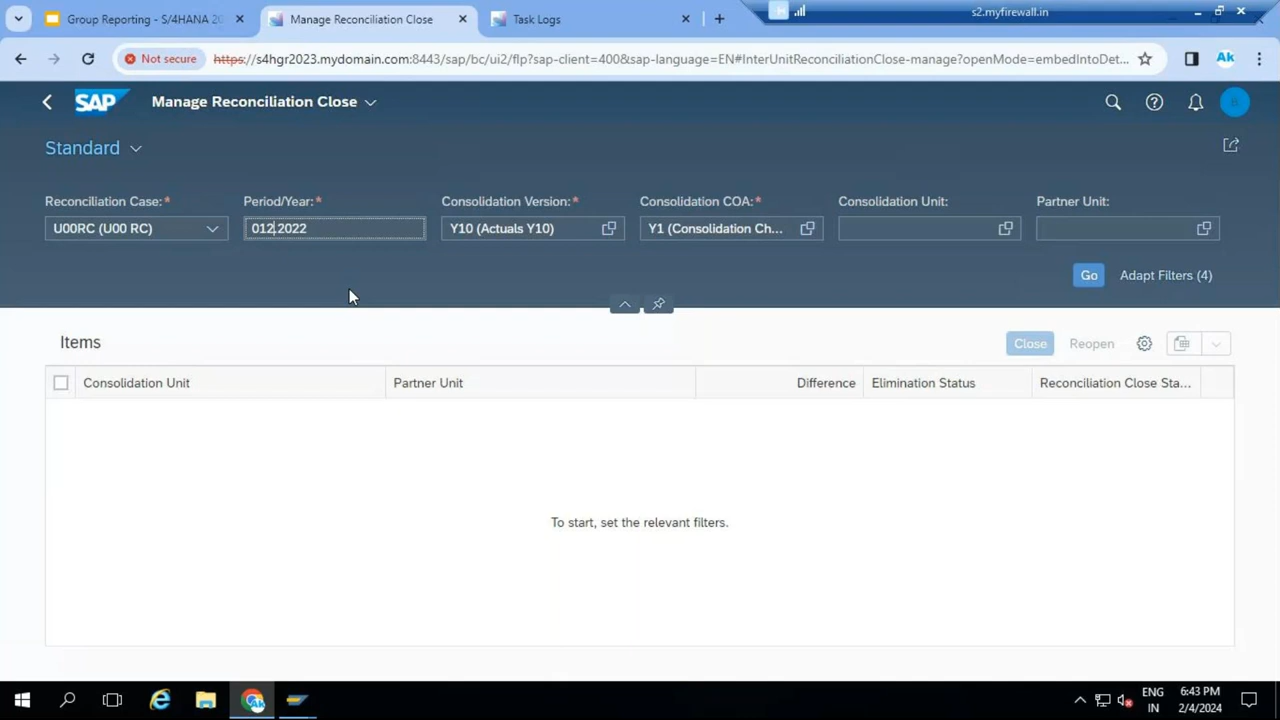 Group Reporting - S/4HANA 20
Manage Reconciliation Close
Task Logs
s2.myfirewall.in
Not secure
https://s4hgr2023.mydomain.com:8443/sap/bc/ui2/flp?sap-client=400&sap-language=EN#InterUnitReconciliationClose-manage?openMode=embedIntoDet...
Ak
SAP
Manage Reconciliation Close
B
Standard
Reconciliation Case:* Period/Year:* Consolidation Version:* Consolidation COA:* Consolidation Unit: Partner Unit:
U00RC (U00 RC) 012.2022 Y10 (Actuals Y10) Y1 (Consolidation Ch...
Go Adapt Filters (4)
Items Close Reopen
Consolidation Unit Partner Unit Difference Elimination Status Reconciliation Close Sta...
To start, set the relevant filters.
ENG 6:43 PM
IN 2/4/2024